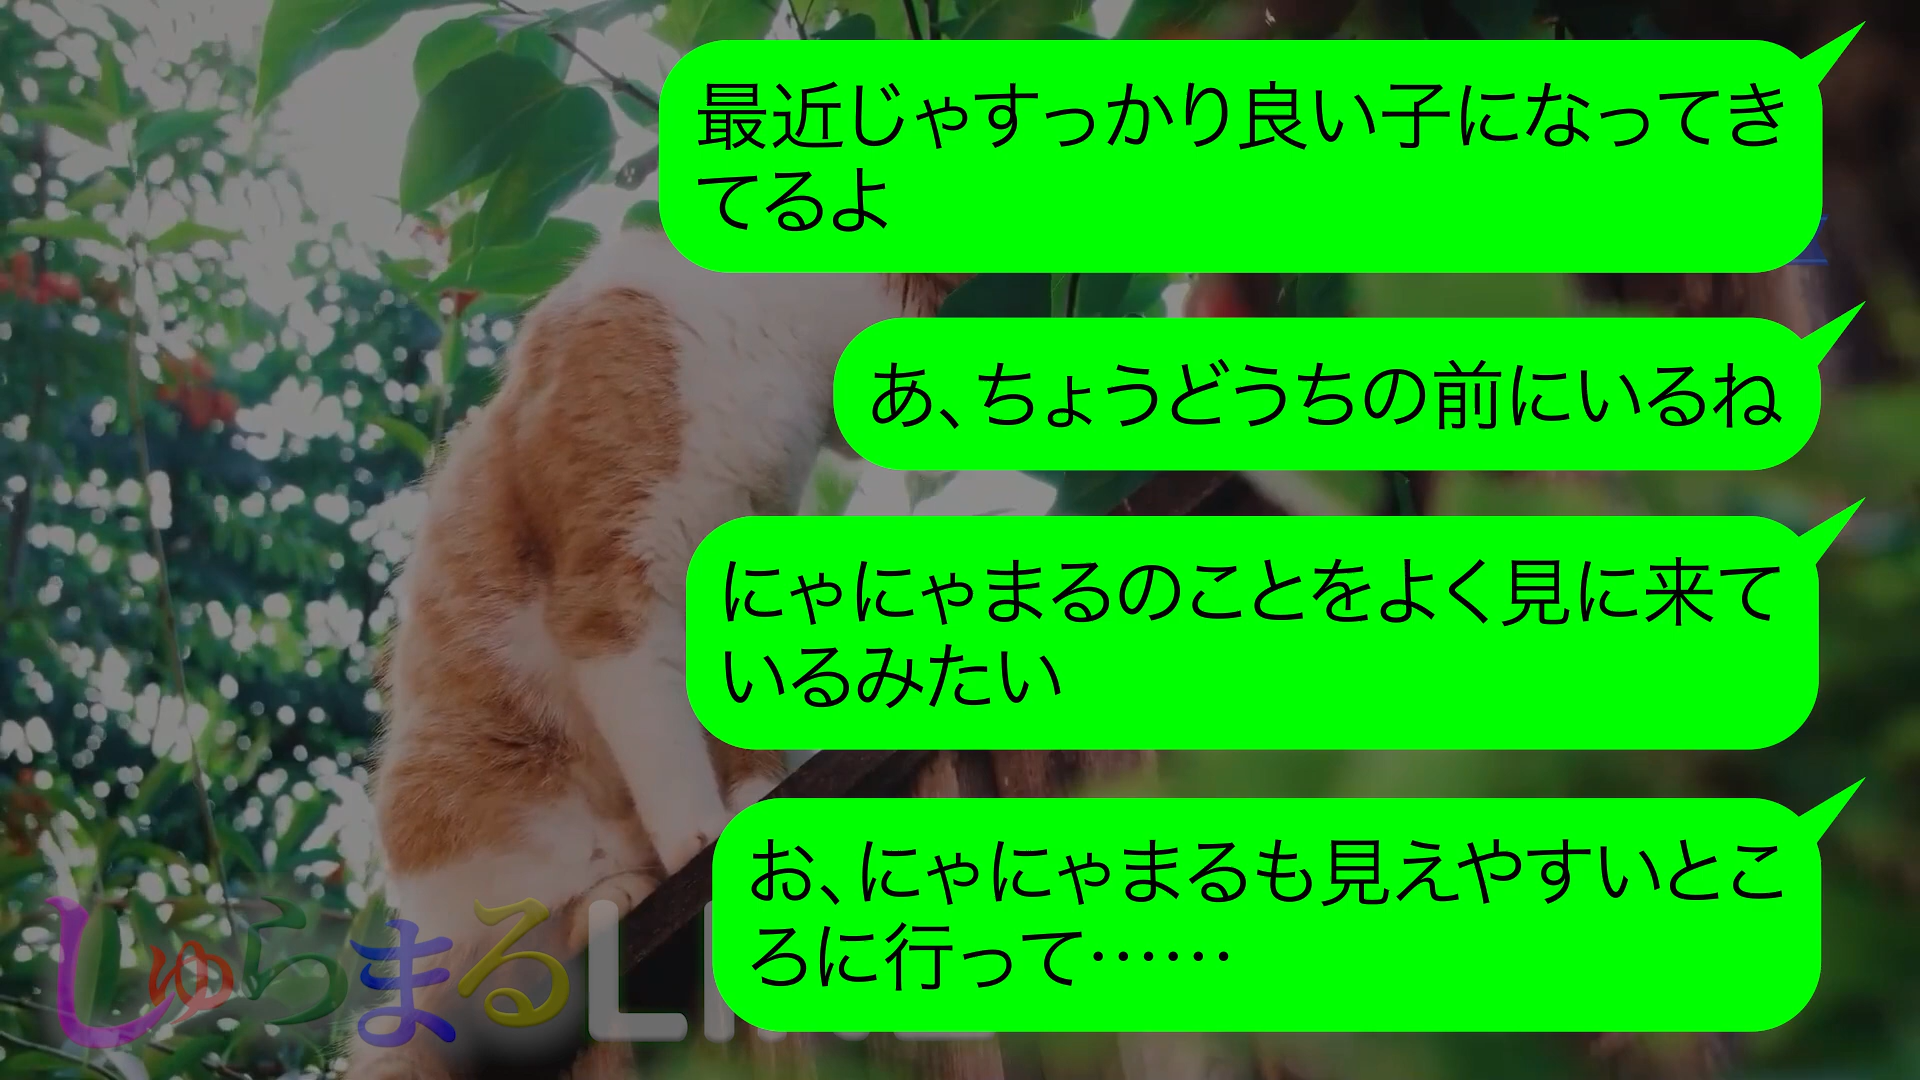 最近じゃすっかり良い子になってき
てるよ
あ、ちょうどうちの前にいるね
にゃにゃまるのことをよく見に来て
いるみたい
お、にゃにゃまるも見えやすいとこ
ろに行って……
しゅらまるLINE